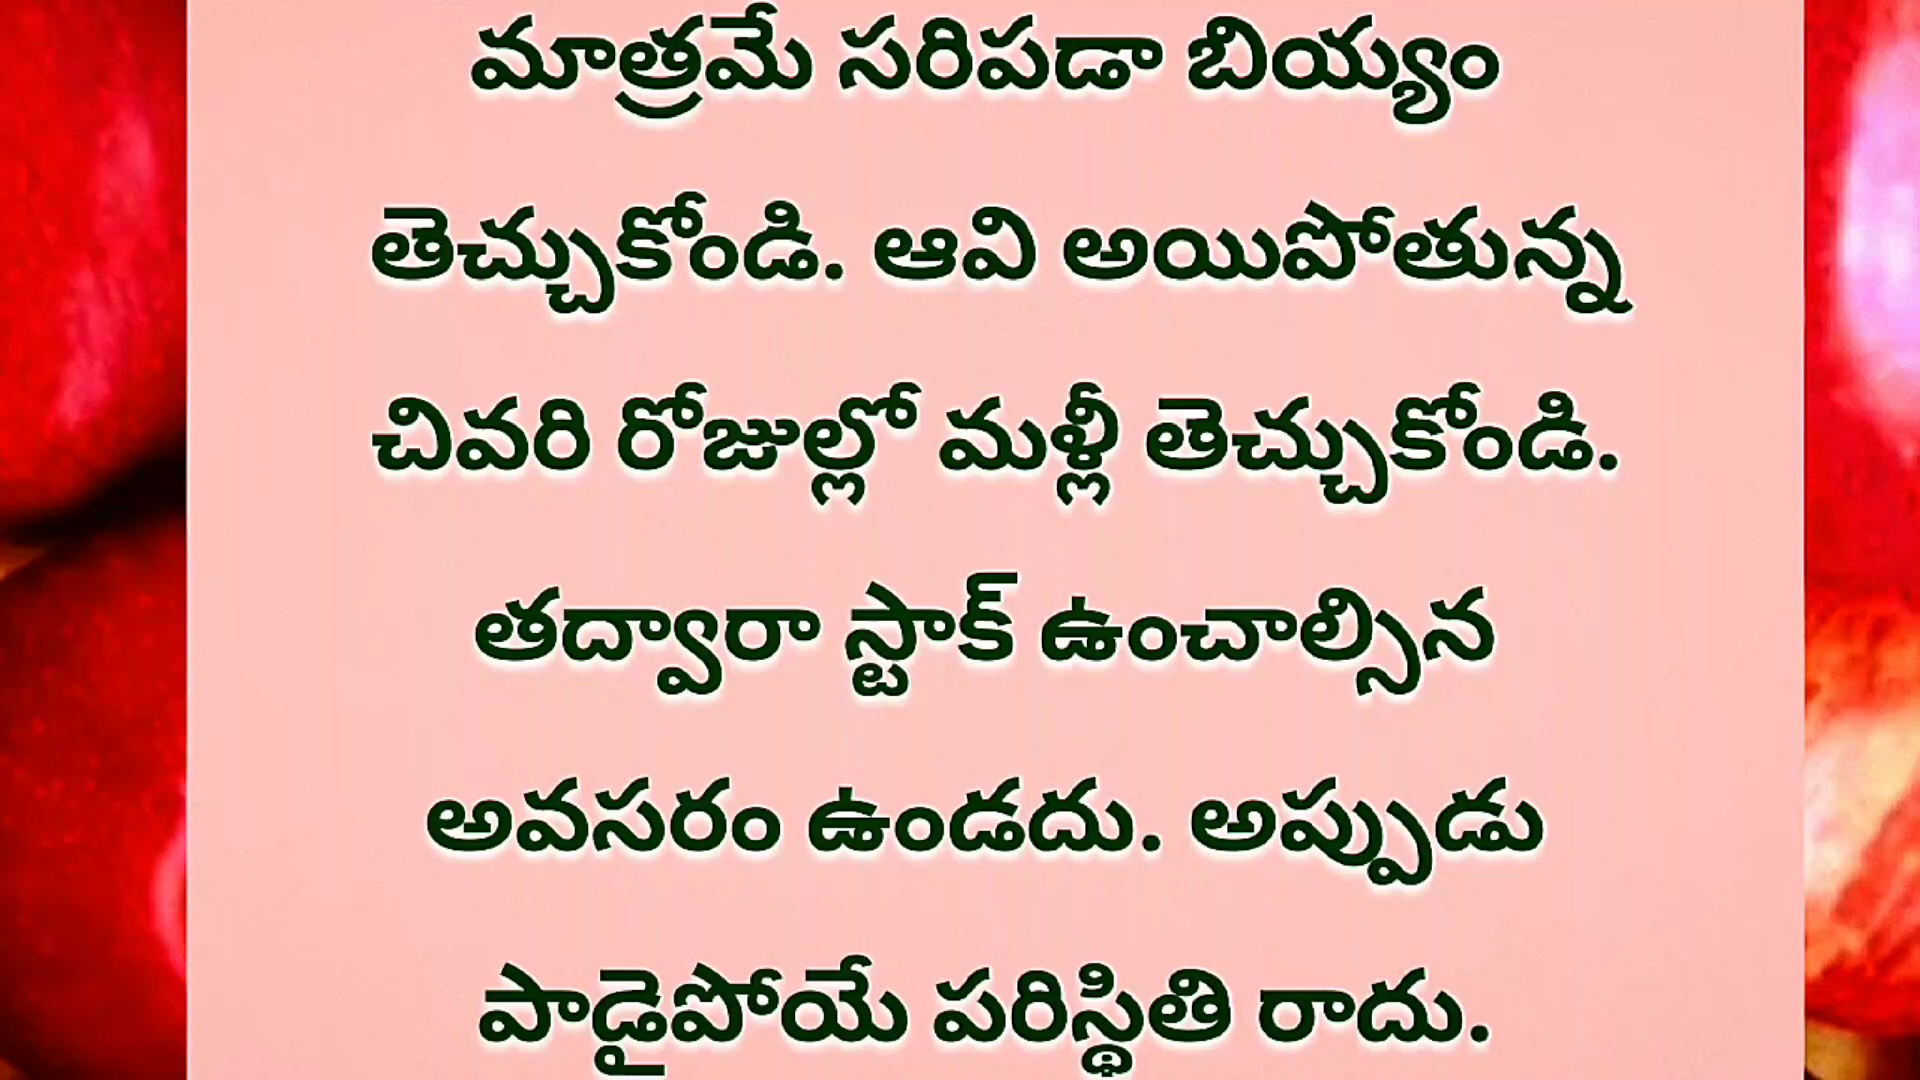 మాత్రమే సరిపడా బియ్యం
తెచ్చుకోండి. ఆవి అయిపోతున్న
చివరి రోజుల్లో మళ్లీ తెచ్చుకోండి.
తద్వారా స్టాక్ ఉంచాల్సిన
అవసరం ఉండదు. అప్పుడు
పాడైపోయే పరిస్థితి రాదు.